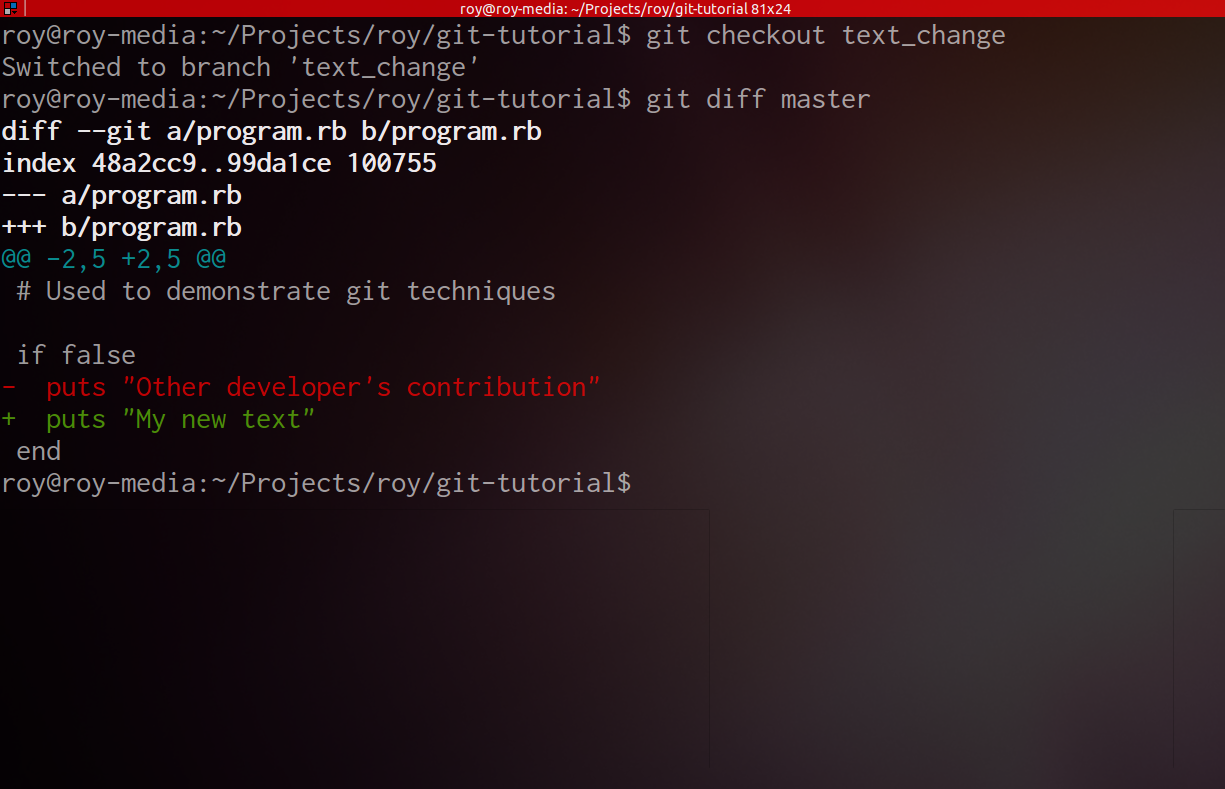 roy@roy-media: ~/Projects/roy/git-tutorial 81x24
roy@roy-media:~/Projects/roy/git-tutorial$ git checkout text_change
Switched to branch 'text_change'
roy@roy-media:~/Projects/roy/git-tutorial$ git diff master
diff --git a/program.rb b/program.rb
index 48a2cc9..99da1ce 100755
--- a/program.rb
+++ b/program.rb
@@ -2,5 +2,5 @@
 # Used to demonstrate git techniques
 if false
-  puts "Other developer's contribution"
+  puts "My new text"
 end
roy@roy-media:~/Projects/roy/git-tutorial$